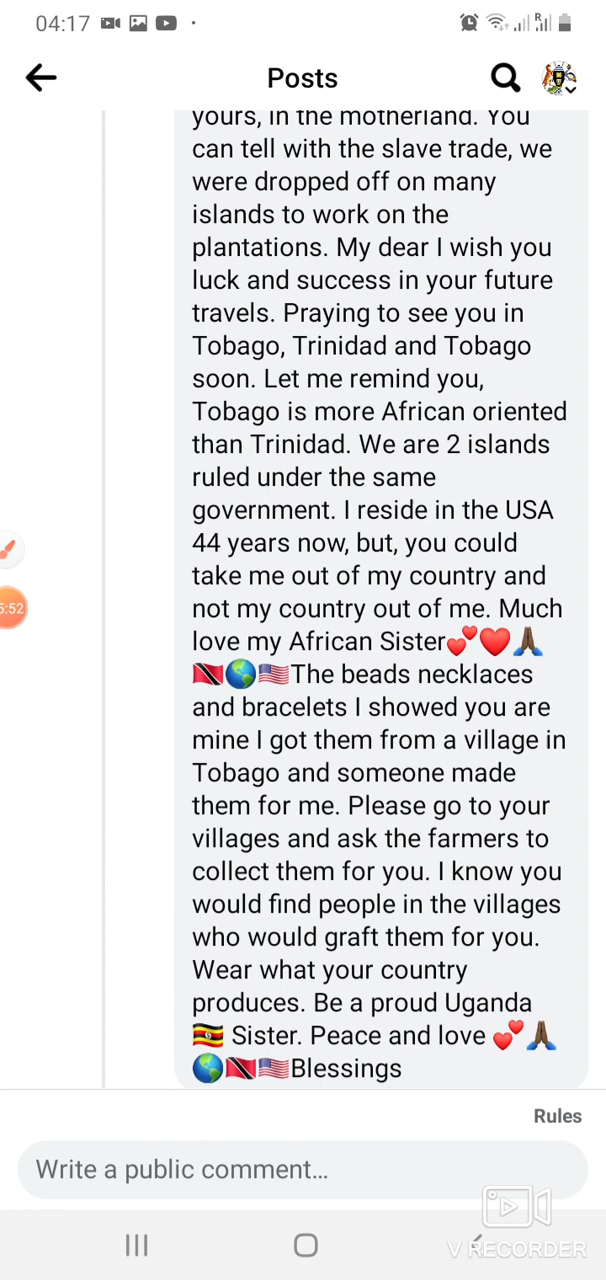 04:17
Posts
yours, in the motherland. You
can tell with the slave trade, we
were dropped off on many
islands to work on the
plantations. My dear I wish you
luck and success in your future
travels. Praying to see you in
Tobago, Trinidad and Tobago
soon. Let me remind you,
Tobago is more African oriented
than Trinidad. We are 2 islands
ruled under the same
government. I reside in the USA
44 years now, but, you could
take me out of my country and
not my country out of me. Much
love my African Sister💕❤️🙏🏿
🇹🇹🌎🇺🇸The beads necklaces
and bracelets I showed you are
mine I got them from a village in
Tobago and someone made
them for me. Please go to your
villages and ask the farmers to
collect them for you. I know you
would find people in the villages
who would graft them for you.
Wear what your country
produces. Be a proud Uganda
🇺🇬 Sister. Peace and love 💕🙏🏿
🌎🇹🇹🇺🇸Blessings
5:52
Rules
Write a public comment...
V RECORDER